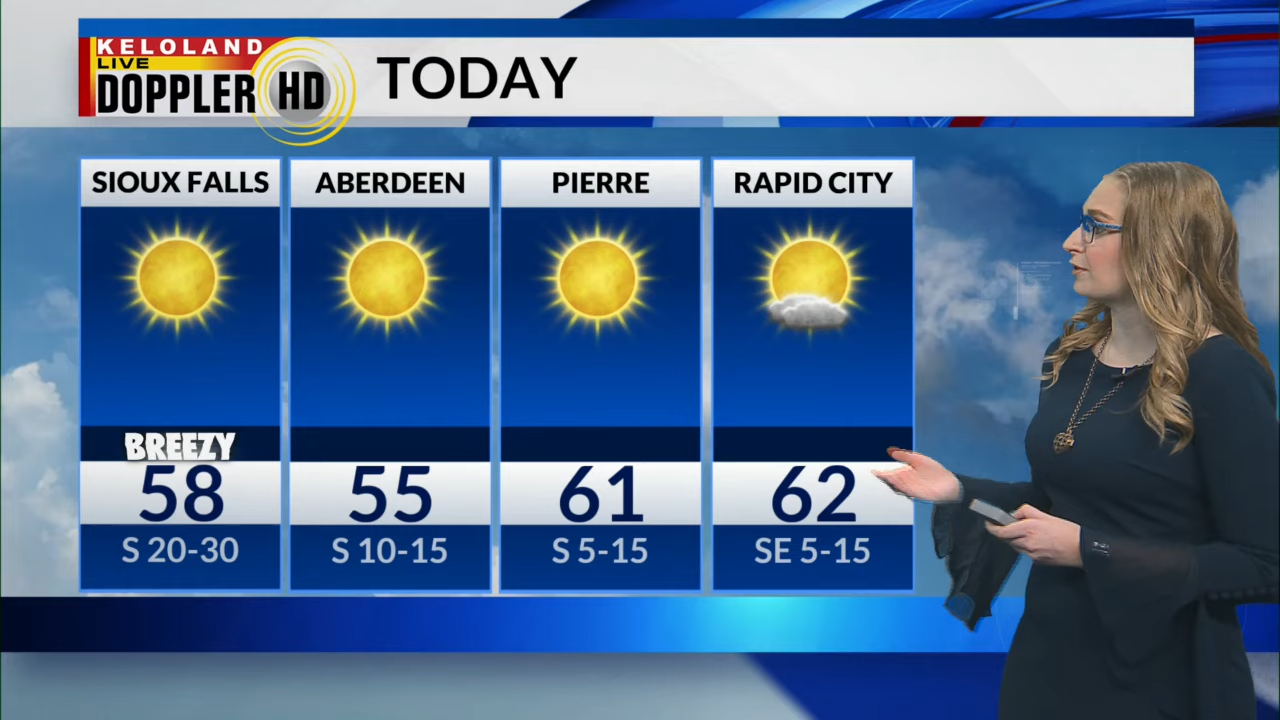 KELOLAND
LIVE
DOPPLER HD
TODAY
SIOUX FALLS
ABERDEEN
PIERRE
RAPID CITY
BREEZY
58
55
61
62
S 20-30
S 10-15
S 5-15
SE 5-15